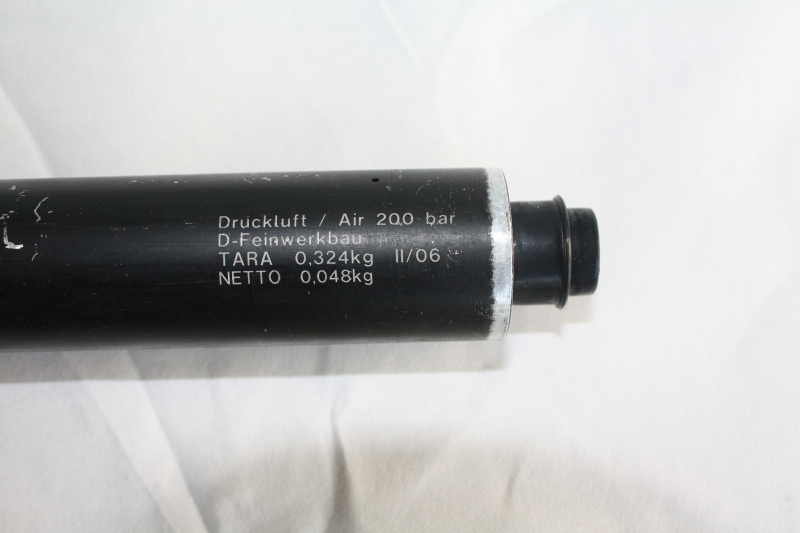 Druckluft / Air 200 bar
D-Feinwerkbau
TARA 0,324kg II/06
NETTO 0,048kg